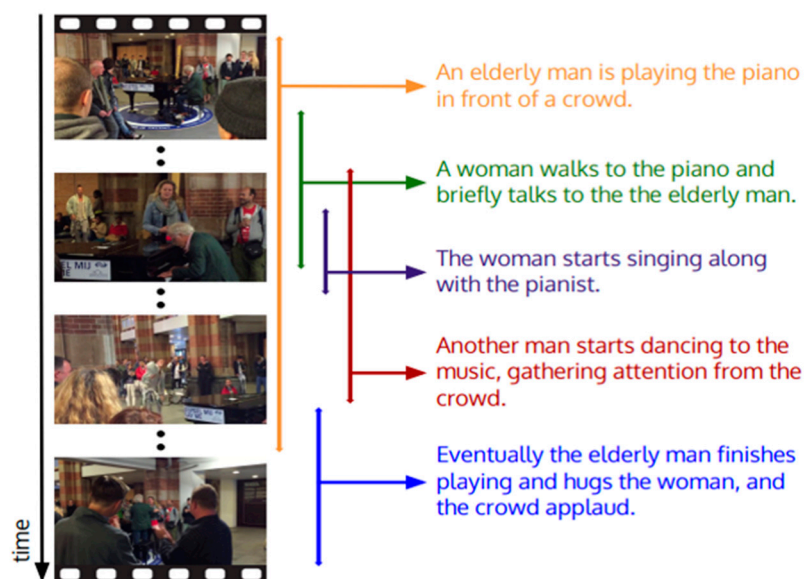 An elderly man is playing the piano
in front of a crowd.
A woman walks to the piano and
briefly talks to the the elderly man.
The woman starts singing along
with the pianist.
Another man starts dancing to the
music, gathering attention from the
crowd.
Eventually the elderly man finishes
playing and hugs the woman, and
the crowd applaud.
time